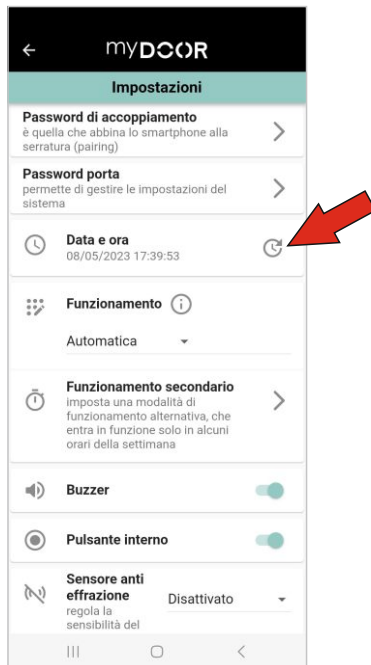 myDOOR
Impostazioni
Password di accoppiamento
è quella che abbina lo smartphone alla
serratura (pairing)
Password porta
permette di gestire le impostazioni del
sistema
Data e ora
08/05/2023 17:39:53
Funzionamento
Automatica
Funzionamento secondario
imposta una modalità di
funzionamento alternativa, che
entra in funzione solo in alcuni
orari della settimana
Buzzer
Pulsante interno
Sensore anti
effrazione
regola la
sensibilità del
Disattivato